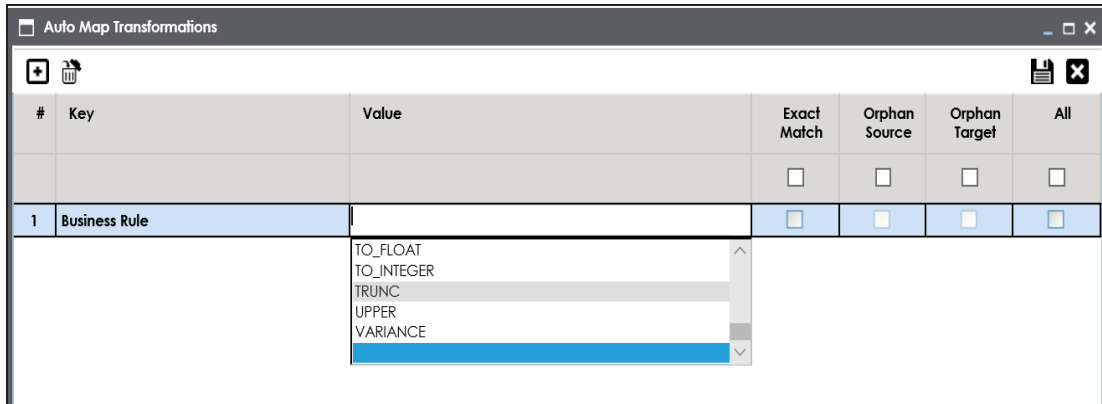 Auto Map Transformations
# Key Value Exact Match Orphan Source Orphan Target All
1 Business Rule
TO_FLOAT
TO_INTEGER
TRUNC
UPPER
VARIANCE